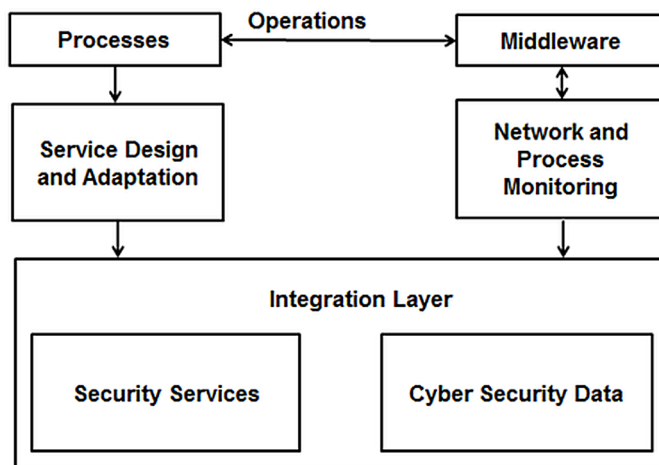 Operations
Processes
Middleware
Service Design
and Adaptation
Network and
Process
Monitoring
Integration Layer
Security Services
Cyber Security Data